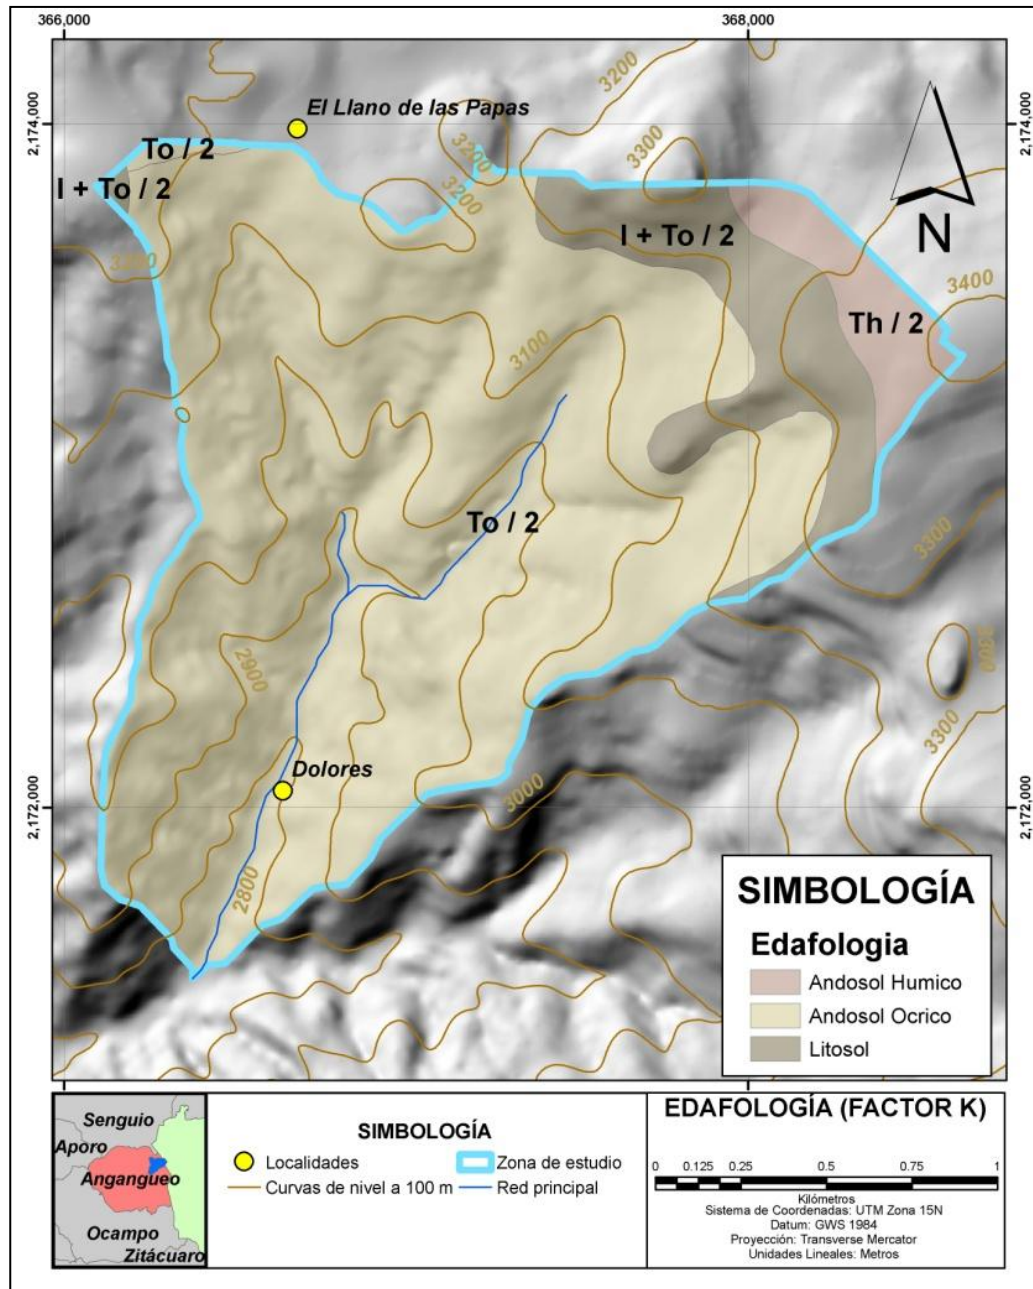 366,000
368,000
2,174,000
2,174,000
El Llano de las Papas
3200
3200
3300
3200
To / 2
I + To / 2
I + To / 2
3400
Th / 2
3100
To / 2
3300
2900
3300
Dolores
3000
2,172,000
2,172,000
2800
SIMBOLOGÍA
Edafologia
Andosol Humico
Andosol Ocrico
Litosol
Senguio
Aporo
Angangueo
Ocampo
Zitácuaro
SIMBOLOGÍA
Localidades
Zona de estudio
Curvas de nivel a 100 m
Red principal
EDAFOLOGÍA (FACTOR K)
0 0.125 0.25 0.5 0.75 1
Kilómetros
Sistema de Coordenadas: UTM Zona 15N
Datum: GWS 1984
Proyección: Transverse Mercator
Unidades Lineales: Metros
N